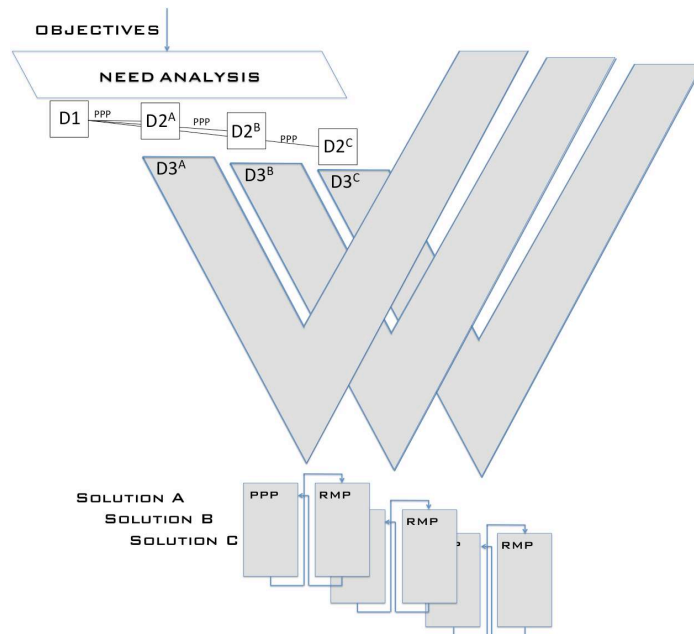 OBJECTIVES
NEED ANALYSIS
D1 PPP D2ᴬ PPP D2ᴮ PPP D2ᶜ
D3ᴬ D3ᴮ D3ᶜ
SOLUTION A
SOLUTION B
SOLUTION C
PPP RMP
RMP
P RMP